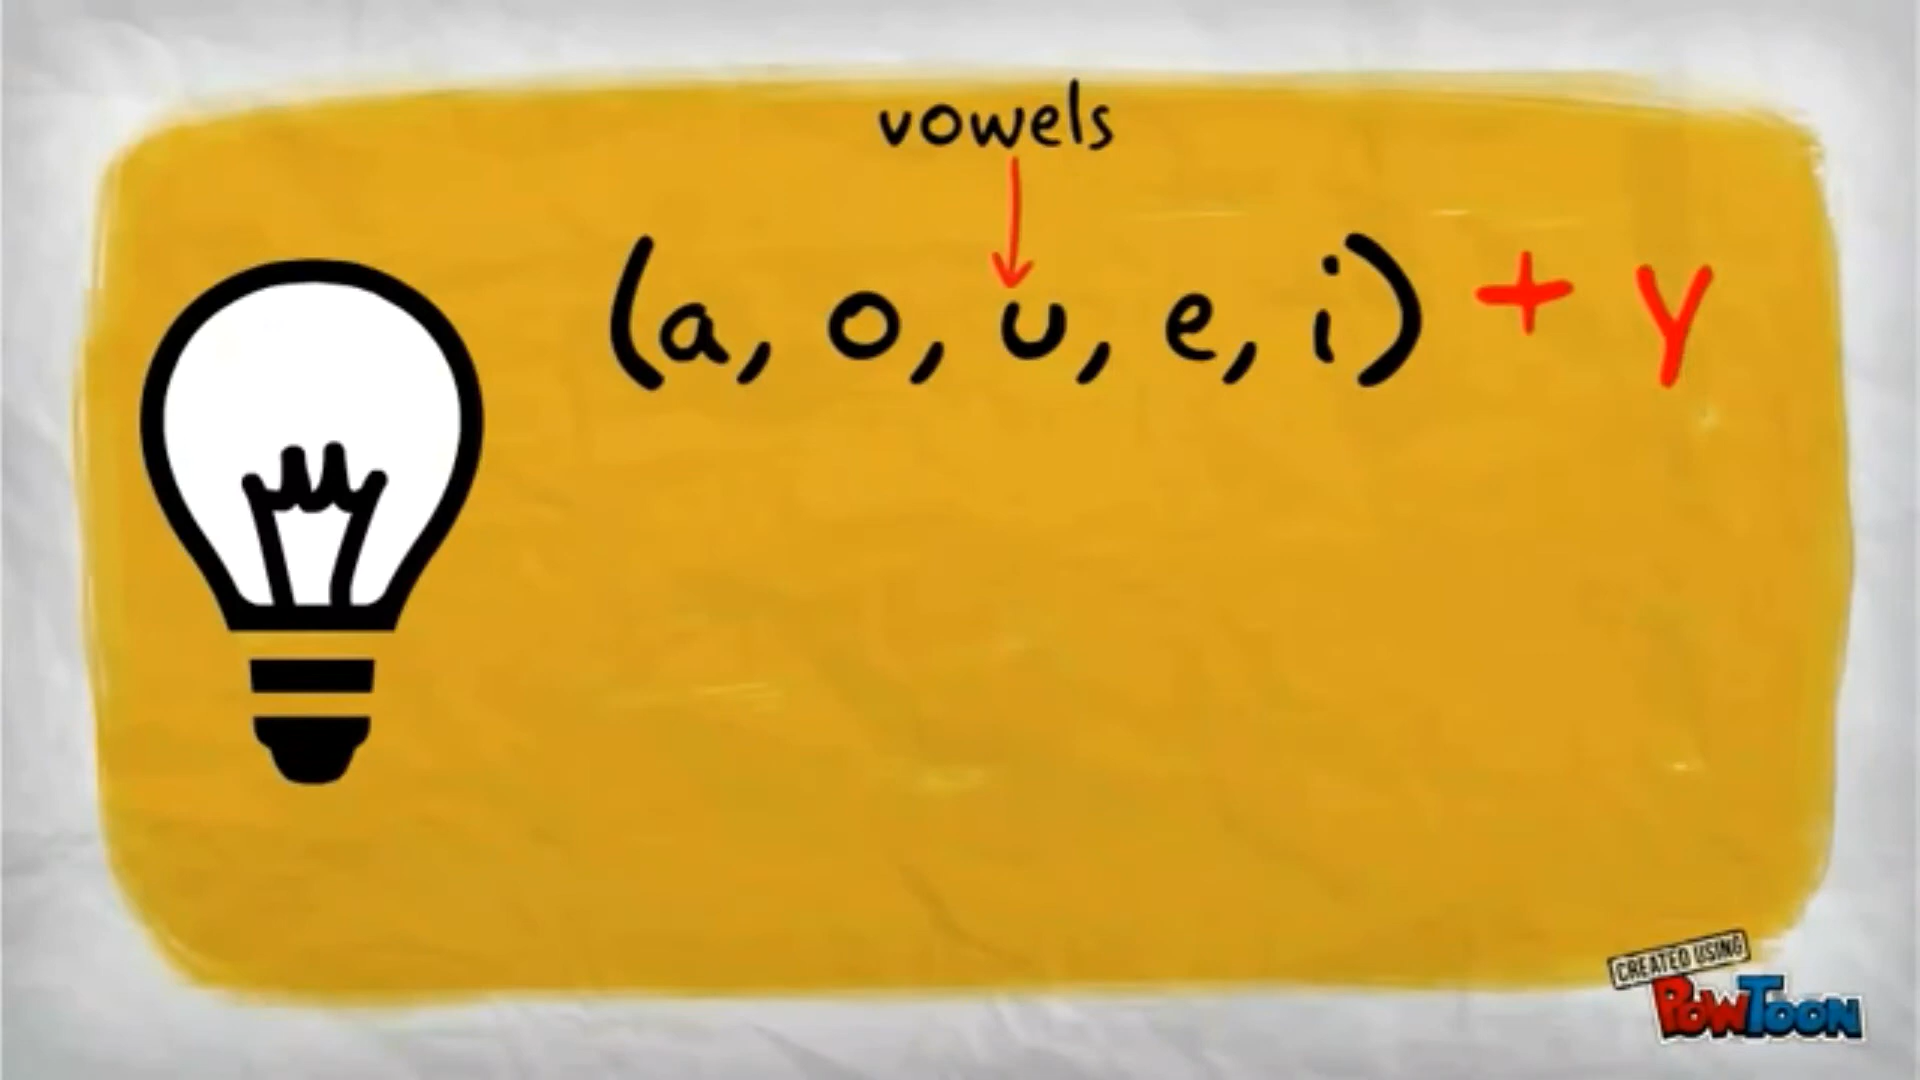 vowels
(a, o, u, e, i) + y
CREATED USING
POWTOON